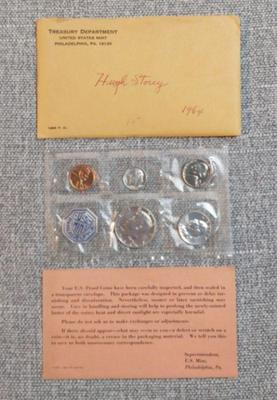 TREASURY DEPARTMENT
UNITED STATES MINT
PHILADELPHIA, PA. 19130
Hugh Storey
1964
Your U.S. Proof Coins have been carefully inspected, and then sealed in
a transparent envelope. This package was designed to prevent or delay tar-
nishing and discoloration. Nevertheless, sooner or later tarnishing may
occur. Care in handling and storing will help to prolong the newly-minted
luster of the coins; heat and direct sunlight are especially harmful.
Please do not ask us to make exchanges or adjustments.
If there should appear—what may seem to you—a defect or scratch on a
coin—it is, no doubt, a crease in the packaging material. We tell you this
to save us both unnecessary correspondence.
Superintendent,
U.S. Mint,
Philadelphia, Pa.